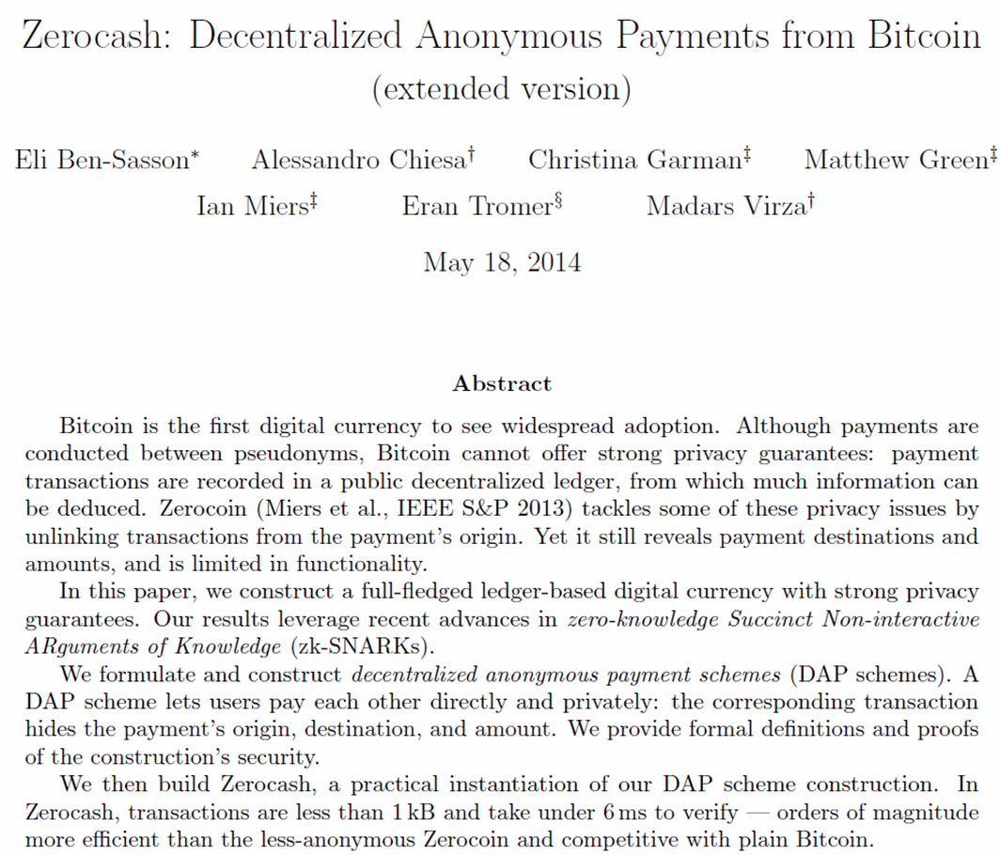 Zerocash: Decentralized Anonymous Payments from Bitcoin
(extended version)
Eli Ben-Sasson* Alessandro Chiesa† Christina Garman‡ Matthew Green‡
Ian Miers‡ Eran Tromer§ Madars Virza†
May 18, 2014
Abstract
Bitcoin is the first digital currency to see widespread adoption. Although payments are
conducted between pseudonyms, Bitcoin cannot offer strong privacy guarantees: payment
transactions are recorded in a public decentralized ledger, from which much information can
be deduced. Zerocoin (Miers et al., IEEE S&P 2013) tackles some of these privacy issues by
unlinking transactions from the payment's origin. Yet it still reveals payment destinations and
amounts, and is limited in functionality.
In this paper, we construct a full-fledged ledger-based digital currency with strong privacy
guarantees. Our results leverage recent advances in zero-knowledge Succinct Non-interactive
ARguments of Knowledge (zk-SNARKs).
We formulate and construct decentralized anonymous payment schemes (DAP schemes). A
DAP scheme lets users pay each other directly and privately: the corresponding transaction
hides the payment's origin, destination, and amount. We provide formal definitions and proofs
of the construction's security.
We then build Zerocash, a practical instantiation of our DAP scheme construction. In
Zerocash, transactions are less than 1 kB and take under 6 ms to verify — orders of magnitude
more efficient than the less-anonymous Zerocoin and competitive with plain Bitcoin.